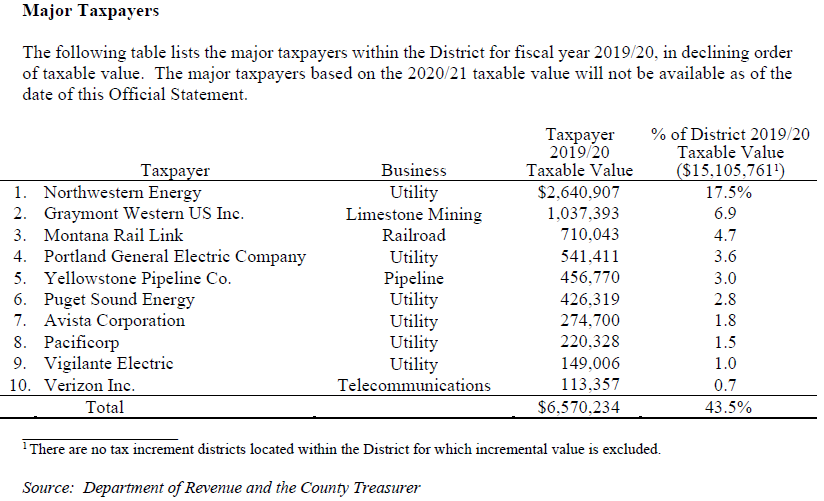 Major Taxpayers
The following table lists the major taxpayers within the District for fiscal year 2019/20, in declining order
of taxable value.  The major taxpayers based on the 2020/21 taxable value will not be available as of the
date of this Official Statement.
Taxpayer % of District 2019/20
2019/20 Taxable Value
Taxpayer Business Taxable Value ($15,105,761¹)
1. Northwestern Energy Utility $2,640,907 17.5%
2. Graymont Western US Inc. Limestone Mining 1,037,393 6.9
3. Montana Rail Link Railroad 710,043 4.7
4. Portland General Electric Company Utility 541,411 3.6
5. Yellowstone Pipeline Co. Pipeline 456,770 3.0
6. Puget Sound Energy Utility 426,319 2.8
7. Avista Corporation Utility 274,700 1.8
8. Pacificorp Utility 220,328 1.5
9. Vigilante Electric Utility 149,006 1.0
10. Verizon Inc. Telecommunications 113,357 0.7
Total $6,570,234 43.5%
¹ There are no tax increment districts located within the District for which incremental value is excluded.
Source:  Department of Revenue and the County Treasurer